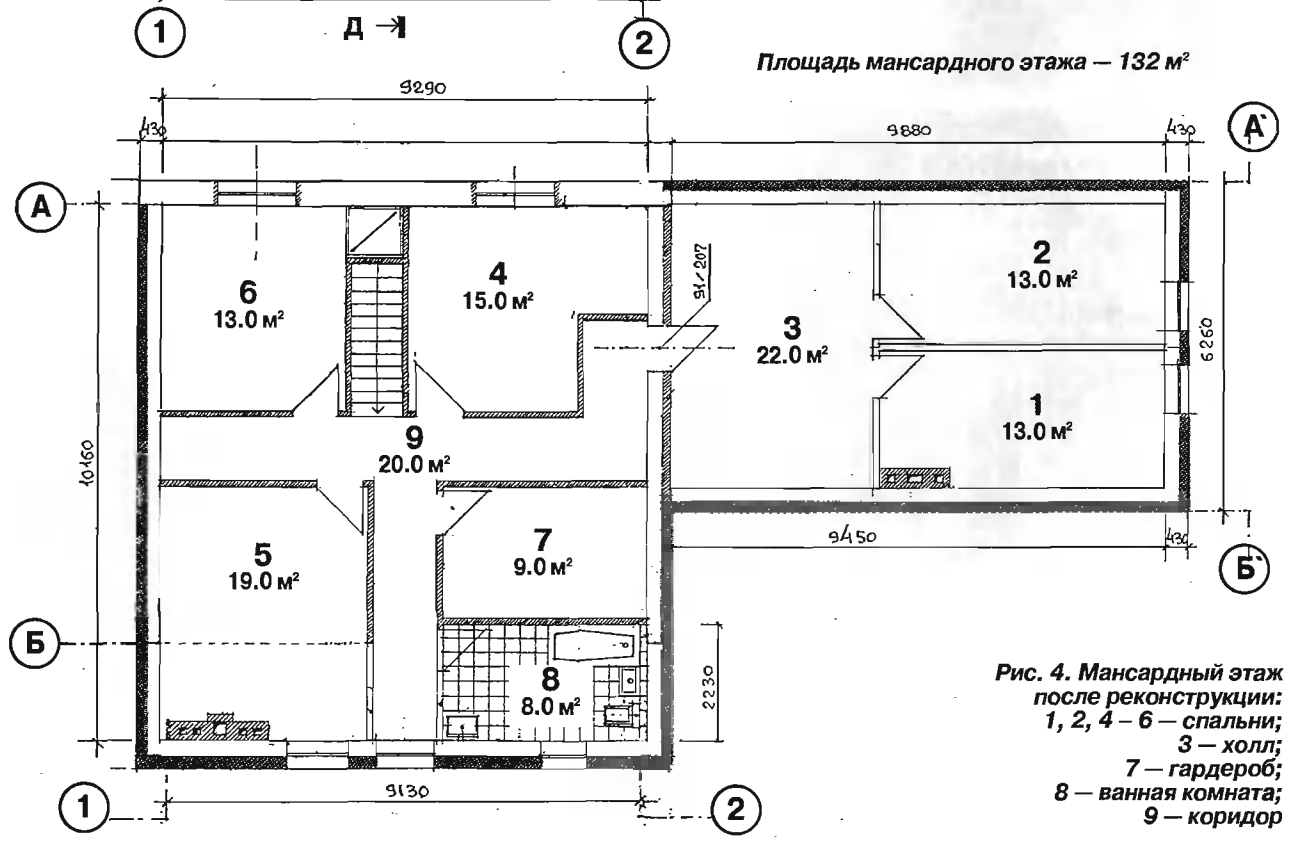 1
Д
2
Площадь мансардного этажа — 132 м²
9290
430
9880
430
А`
А
6
13.0 м²
4
15.0 м²
91/207
3
22.0 м²
2
13.0 м²
6260
1
13.0 м²
9
20.0 м²
10160
5
19.0 м²
7
9.0 м²
9450
430
Б`
Б
8
8.0 м²
2230
Рис. 4. Мансардный этаж
после реконструкции:
1, 2, 4 – 6 — спальни;
3 — холл;
7 — гардероб;
8 — ванная комната;
9 — коридор
1
9130
2